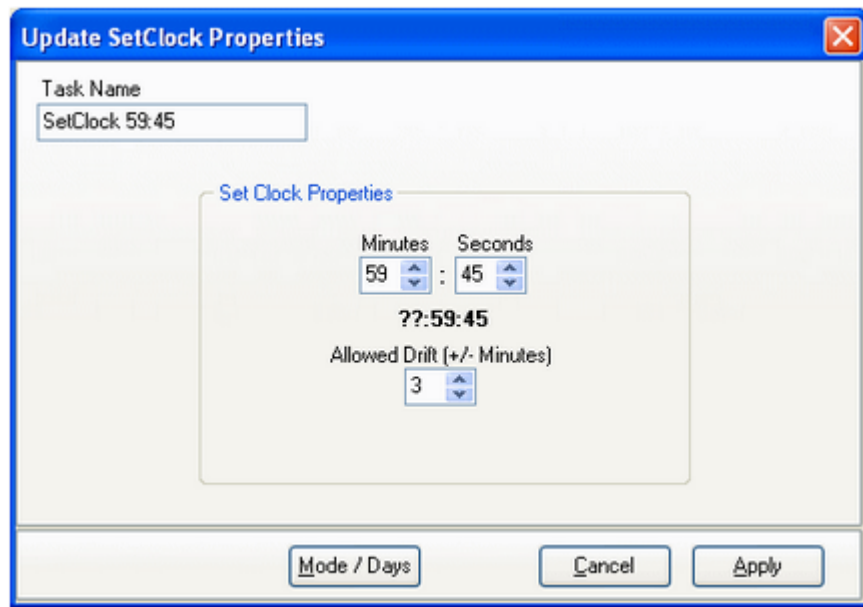 Update SetClock Properties
Task Name
SetClock 59:45
Set Clock Properties
Minutes Seconds
59 : 45
??:59:45
Allowed Drift (+/- Minutes)
3
Mode / Days Cancel Apply